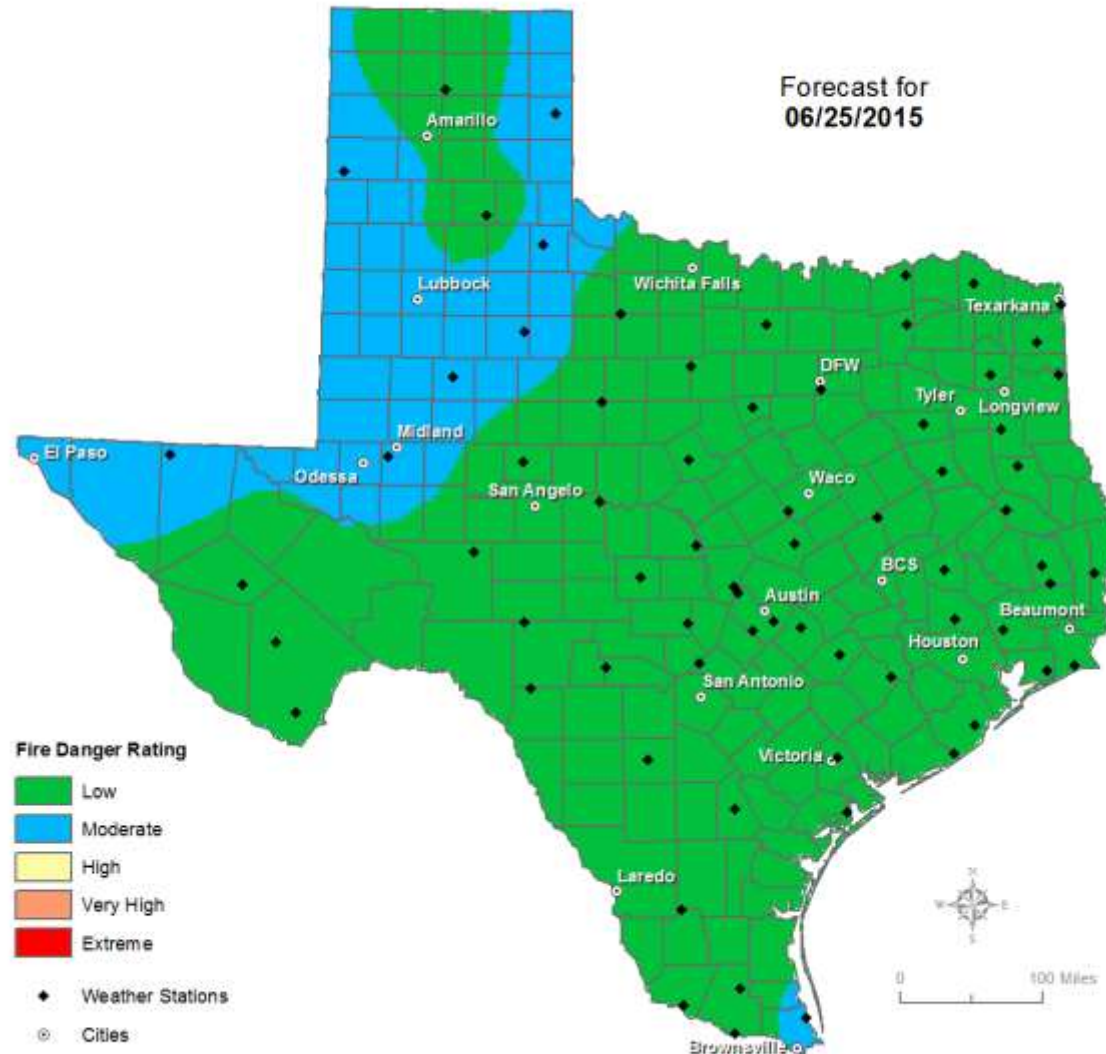 Forecast for
06/25/2015
Amarillo
Lubbock
Wichita Falls
Texarkana
DFW
Tyler
Longview
Midland
El Paso
Odessa
San Angelo
Waco
BCS
Austin
Beaumont
Houston
San Antonio
Victoria
Laredo
Brownsville
Fire Danger Rating
Low
Moderate
High
Very High
Extreme
Weather Stations
Cities
N
W E
S
0 100 Miles